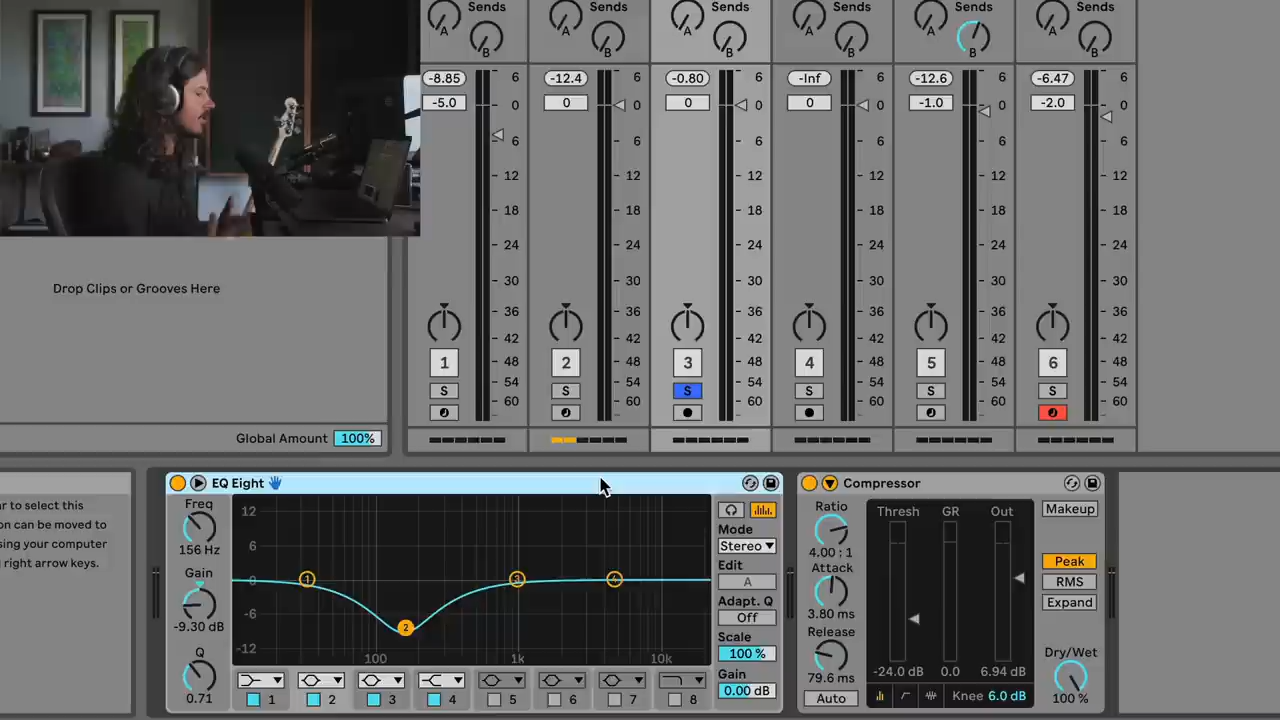 Sends Sends Sends Sends Sends Sends
A A A A A A
B B B B B B
-8.85 6 -12.4 6 -0.80 6 -Inf 6 -12.6 6 -6.47 6
-5.0 0 0 0 0 0 0 0 -1.0 0 -2.0 0
6 6 6 6 6 6
12 12 12 12 12 12
18 18 18 18 18 18
24 24 24 24 24 24
30 30 30 30 30 30
36 36 36 36 36 36
42 42 42 42 42 42
1 48 2 48 3 48 4 48 5 48 6 48
S 54 S 54 S 54 S 54 S 54 S 54
60 60 60 60 60 60
Drop Clips or Grooves Here
Global Amount 100%
ar to select this
on can be moved to
sing your computer
right arrow keys.
EQ Eight
Freq
156 Hz
Gain
-9.30 dB
Q
0.71
12
6
0
-6
-12
1 2 3 4
100 1k 10k
1 2 3 4 5 6 7 8
Mode
Stereo
Edit
A
Adapt. Q
Off
Scale
100 %
Gain
0.00 dB
Compressor
Ratio
4.00 : 1
Attack
3.80 ms
Release
79.6 ms
Auto
Thresh GR Out
-24.0 dB 0.0 6.94 dB
Knee 6.0 dB
Makeup
Peak
RMS
Expand
Dry/Wet
100 %